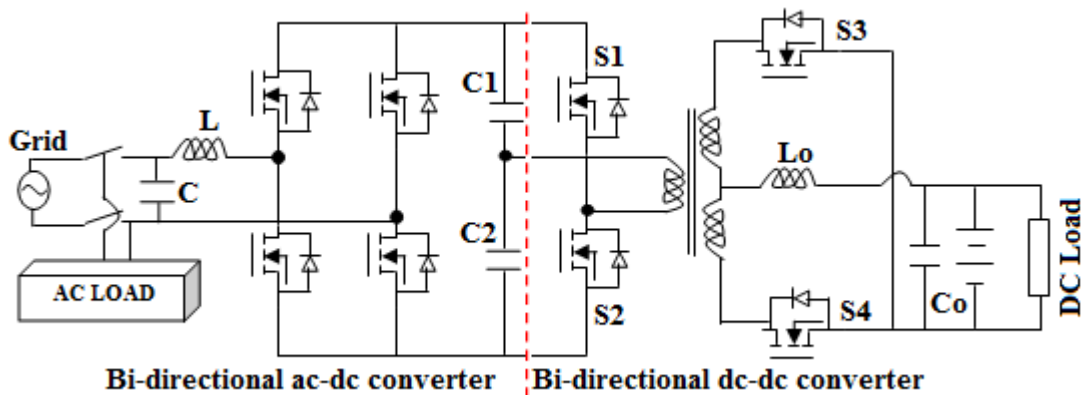 Grid
L
C
AC LOAD
C1
C2
S1
S2
S3
S4
Lo
Co
DC Load
Bi-directional ac-dc converter
Bi-directional dc-dc converter